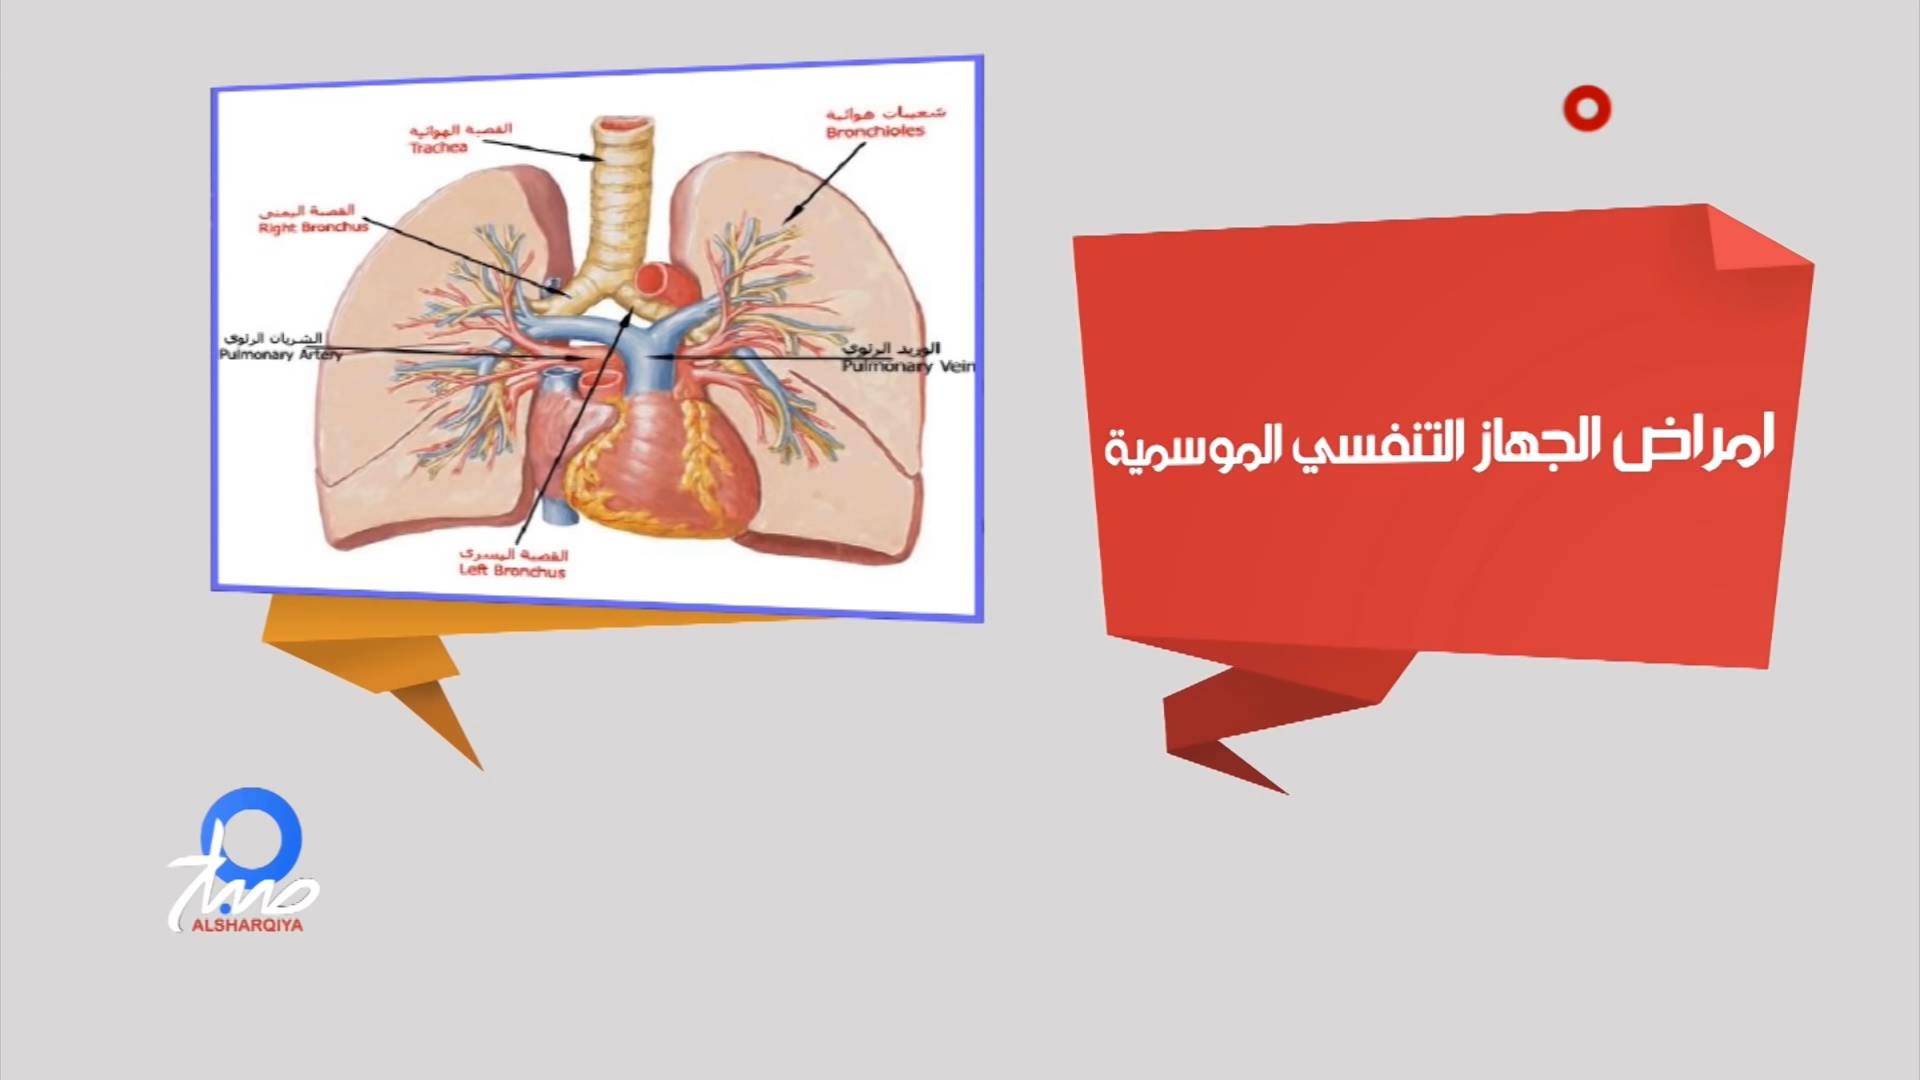 شعيبات هوائية
Bronchioles
القصبة الهوائية
Trachea
القصبة اليمنى
Right Bronchus
الشريان الرئوي
Pulmonary Artery
الوريد الرئوي
Pulmonary Vein
القصبة اليسرى
Left Bronchus
امراض الجهاز التنفسي الموسمية
صباح
ALSHARQIYA